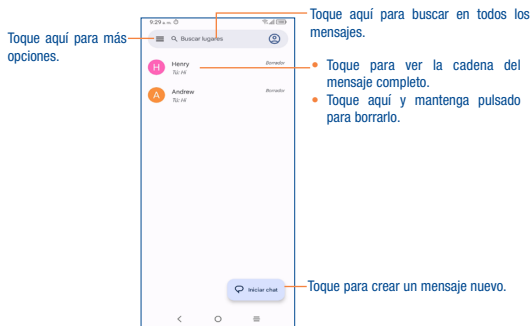 Toque aquí para buscar en todos los
mensajes.
Toque aquí para más
opciones.
9:29 a. m.
Buscar lugares
H
Henry
Borrador
Tú: Hi
A
Andrew
Borrador
Tú: Hi
Toque para ver la cadena del
mensaje completo.
Toque aquí y mantenga pulsado
para borrarlo.
Iniciar chat
Toque para crear un mensaje nuevo.